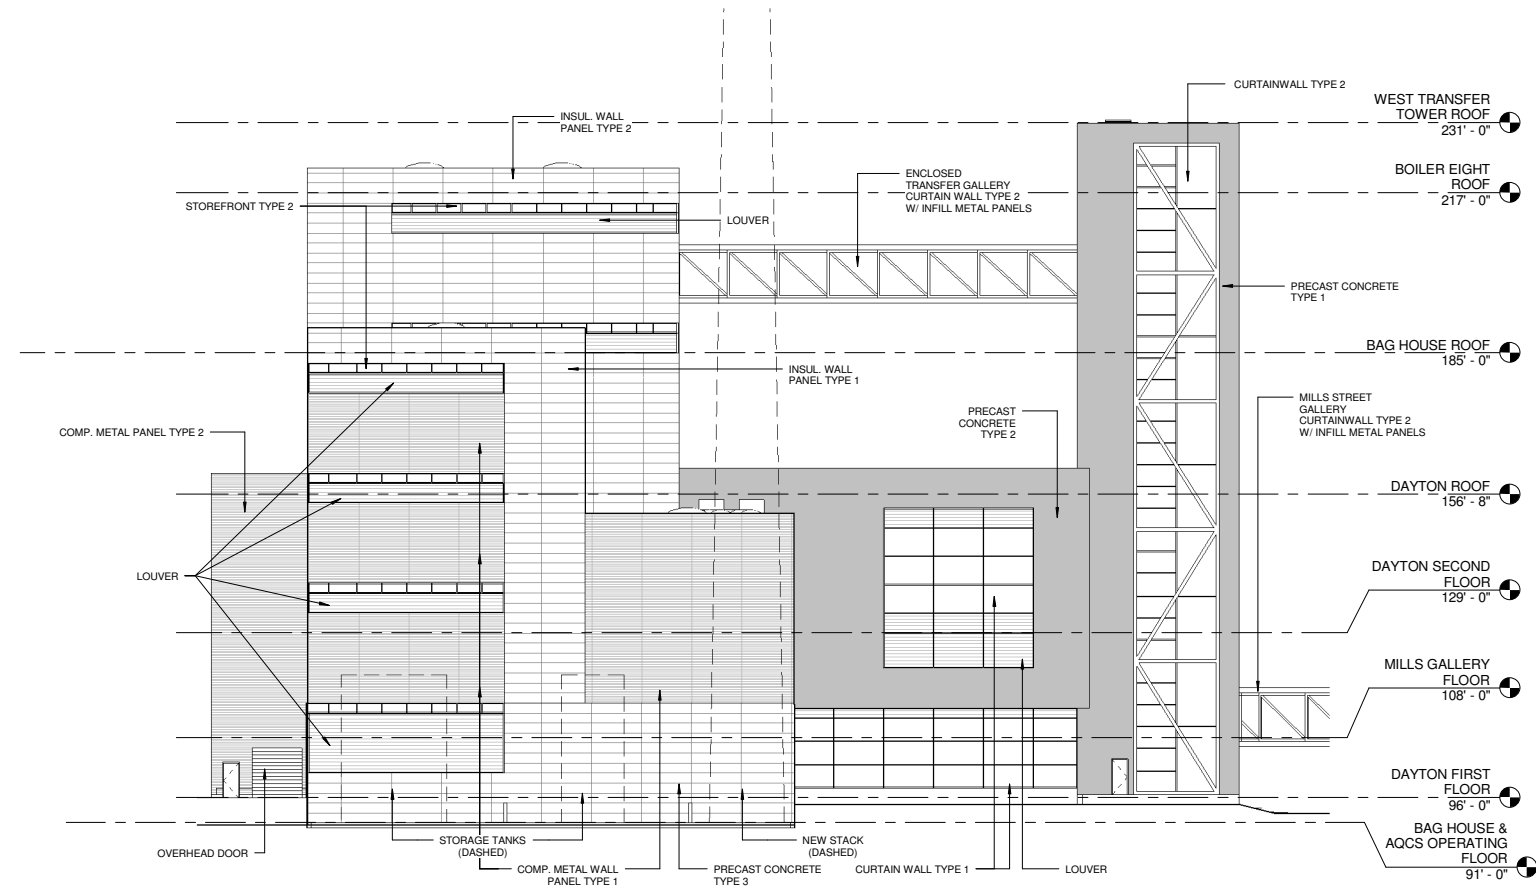 CURTAINWALL TYPE 2
WEST TRANSFER
TOWER ROOF
231' - 0"
INSUL. WALL
PANEL TYPE 2
BOILER EIGHT
ROOF
217' - 0"
ENCLOSED
TRANSFER GALLERY
CURTAIN WALL TYPE 2
W/ INFILL METAL PANELS
STOREFRONT TYPE 2
LOUVER
PRECAST CONCRETE
TYPE 1
BAG HOUSE ROOF
185' - 0"
INSUL. WALL
PANEL TYPE 1
MILLS STREET
GALLERY
CURTAINWALL TYPE 2
W/ INFILL METAL PANELS
PRECAST
CONCRETE
TYPE 2
COMP. METAL PANEL TYPE 2
DAYTON ROOF
156' - 8"
LOUVER
DAYTON SECOND
FLOOR
129' - 0"
MILLS GALLERY
FLOOR
108' - 0"
DAYTON FIRST
FLOOR
96' - 0"
BAG HOUSE &
AQCS OPERATING
FLOOR
91' - 0"
OVERHEAD DOOR
STORAGE TANKS
(DASHED)
NEW STACK
(DASHED)
COMP. METAL WALL
PANEL TYPE 1
PRECAST CONCRETE
TYPE 3
CURTAIN WALL TYPE 1
LOUVER